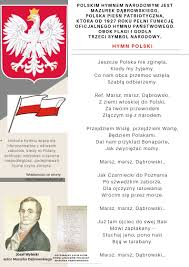 POLSKIM HYMNEM NARODOWYM JEST
MAZUREK DĄBROWSKIEGO,
POLSKA PIEŚŃ PATRIOTYCZNA,
KTÓRA OD 1927 ROKU PEŁNI FUNKCJĘ
OFICJALNEGO HYMNU PAŃSTWOWEGO.
OBOK FLAGI I GODŁA
TRZECI SYMBOL NARODOWY.
HYMN POLSKI
Jeszcze Polska nie zginęła,
Kiedy my żyjemy.
Co nam obca przemoc wzięła,
Szablą odbierzemy.
Ref. Marsz, marsz, Dąbrowski,
Z ziemi włoskiej do Polski.
Za twoim przewodem
Złączym się z narodem.
Przejdziem Wisłę, przejdziem Wartę,
Będziem Polakami.
Dał nam przykład Bonaparte,
Jak zwyciężać mamy.
Marsz, marsz, Dąbrowski...
Jak Czarniecki do Poznania
Po szwedzkim zaborze,
Dla ojczyzny ratowania
Wrócim się przez morze.
Marsz, marsz, Dąbrowski...
Już tam ojciec do swej Basi
Mówi zapłakany —
Słuchaj jeno, pono nasi
Biją w tarabany.
Marsz, marsz, Dąbrowski...
Józef Wybicki
autor Mazurka Dąbrowskiego